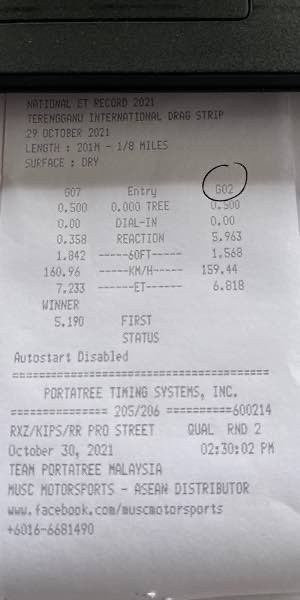 NATIONAL ET RECORD 2021
TERENGGANU INTERNATIONAL DRAG STRIP
29 OCTOBER 2021
LENGTH : 201M - 1/8 MILES
SURFACE : DRY
G07 Entry G02
0.500 0.000 TREE 0.500
0.00 DIAL-IN 0.00
0.358 REACTION 5.963
1.842 ------60FT------ 1.568
160.96 ------KM/H------ 159.44
7.233 ------ET------ 6.818
WINNER
5.190 FIRST
STATUS
Autostart Disabled
========================================
PORTATREE TIMING SYSTEMS, INC.
=============== 205/206 ==========600214
RXZ/KIPS/RR PRO STREET QUAL RND 2
October 30, 2021 02:30:02 PM
TEAM PORTATREE MALAYSIA
MUSC MOTORSPORTS - ASEAN DISTRIBUTOR
www.facebook.com/muscmotorsports
+6016-6681490